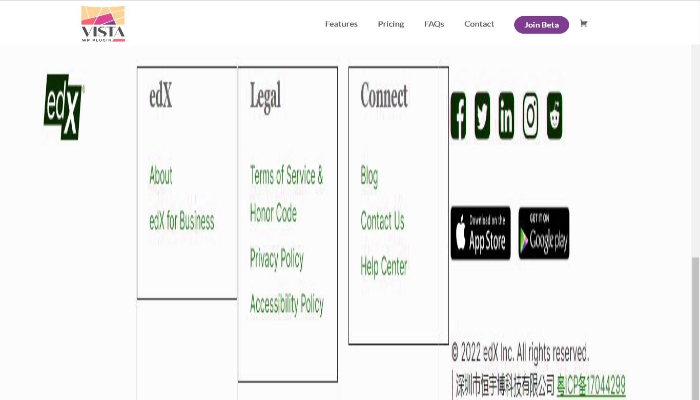 VISTA
WP PLUGIN
Features
Pricing
FAQs
Contact
Join Beta
edX
edX
About
edX for Business
Legal
Terms of Service &
Honor Code
Privacy Policy
Accessibility Policy
Connect
Blog
Contact Us
Help Center
Download on the
App Store
GET IT ON
Google play
© 2022 edX Inc. All rights reserved.
|深圳市恒宇博科技有限公司 粤ICP备17044299